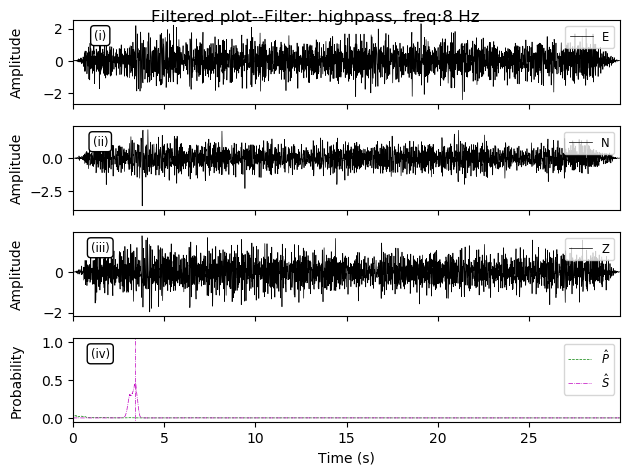 Filtered plot--Filter: highpass, freq:8 Hz
Amplitude
2
0
−2
(i)
E
Amplitude
0.0
−2.5
(ii)
N
Amplitude
0
−2
(iii)
Z
Probability
1.0
0.5
0.0
(iv)
P̂
Ŝ
0 5 10 15 20 25
Time (s)